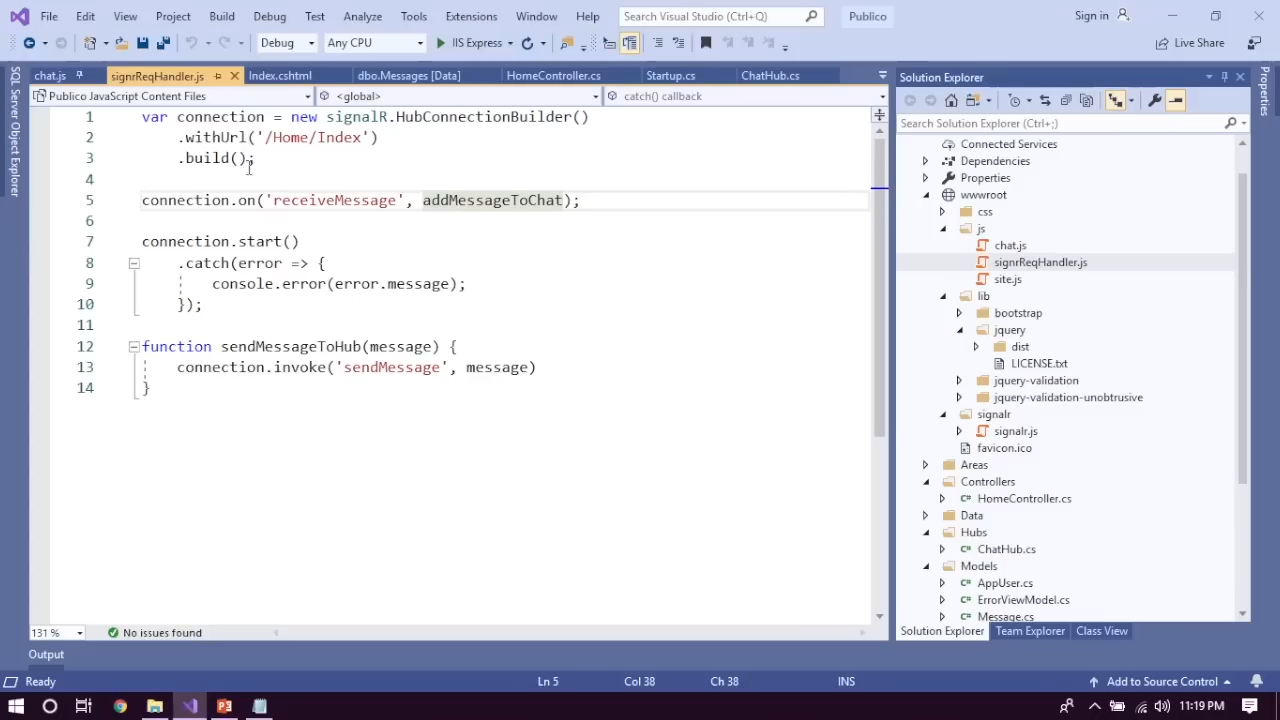 File Edit View Project Build Debug Test Analyze Tools Extensions Window Help Search Visual Studio (Ctrl+Q) Publico Sign in
Debug Any CPU IIS Express Live Share
SQL Server Object Explorer
chat.js signrReqHandler.js Index.cshtml dbo.Messages [Data] HomeController.cs Startup.cs ChatHub.cs
Publico JavaScript Content Files <global> catch() callback
1 var connection = new signalR.HubConnectionBuilder()
2 .withUrl('/Home/Index')
3 .build();
4
5 connection.on('receiveMessage', addMessageToChat);
6
7 connection.start()
8 .catch(error => {
9 console.error(error.message);
10 });
11
12 function sendMessageToHub(message) {
13 connection.invoke('sendMessage', message)
14 }
131 % No issues found
Solution Explorer
Search Solution Explorer (Ctrl+;)
Connected Services
Dependencies
Properties
wwwroot
css
js
chat.js
signrReqHandler.js
site.js
lib
bootstrap
jquery
dist
LICENSE.txt
jquery-validation
jquery-validation-unobtrusive
signalr
signalr.js
favicon.ico
Areas
Controllers
HomeController.cs
Data
Hubs
ChatHub.cs
Models
AppUser.cs
ErrorViewModel.cs
Message.cs
Solution Explorer Team Explorer Class View
Properties
Output
Ready Ln 5 Col 38 Ch 38 INS Add to Source Control
11:19 PM